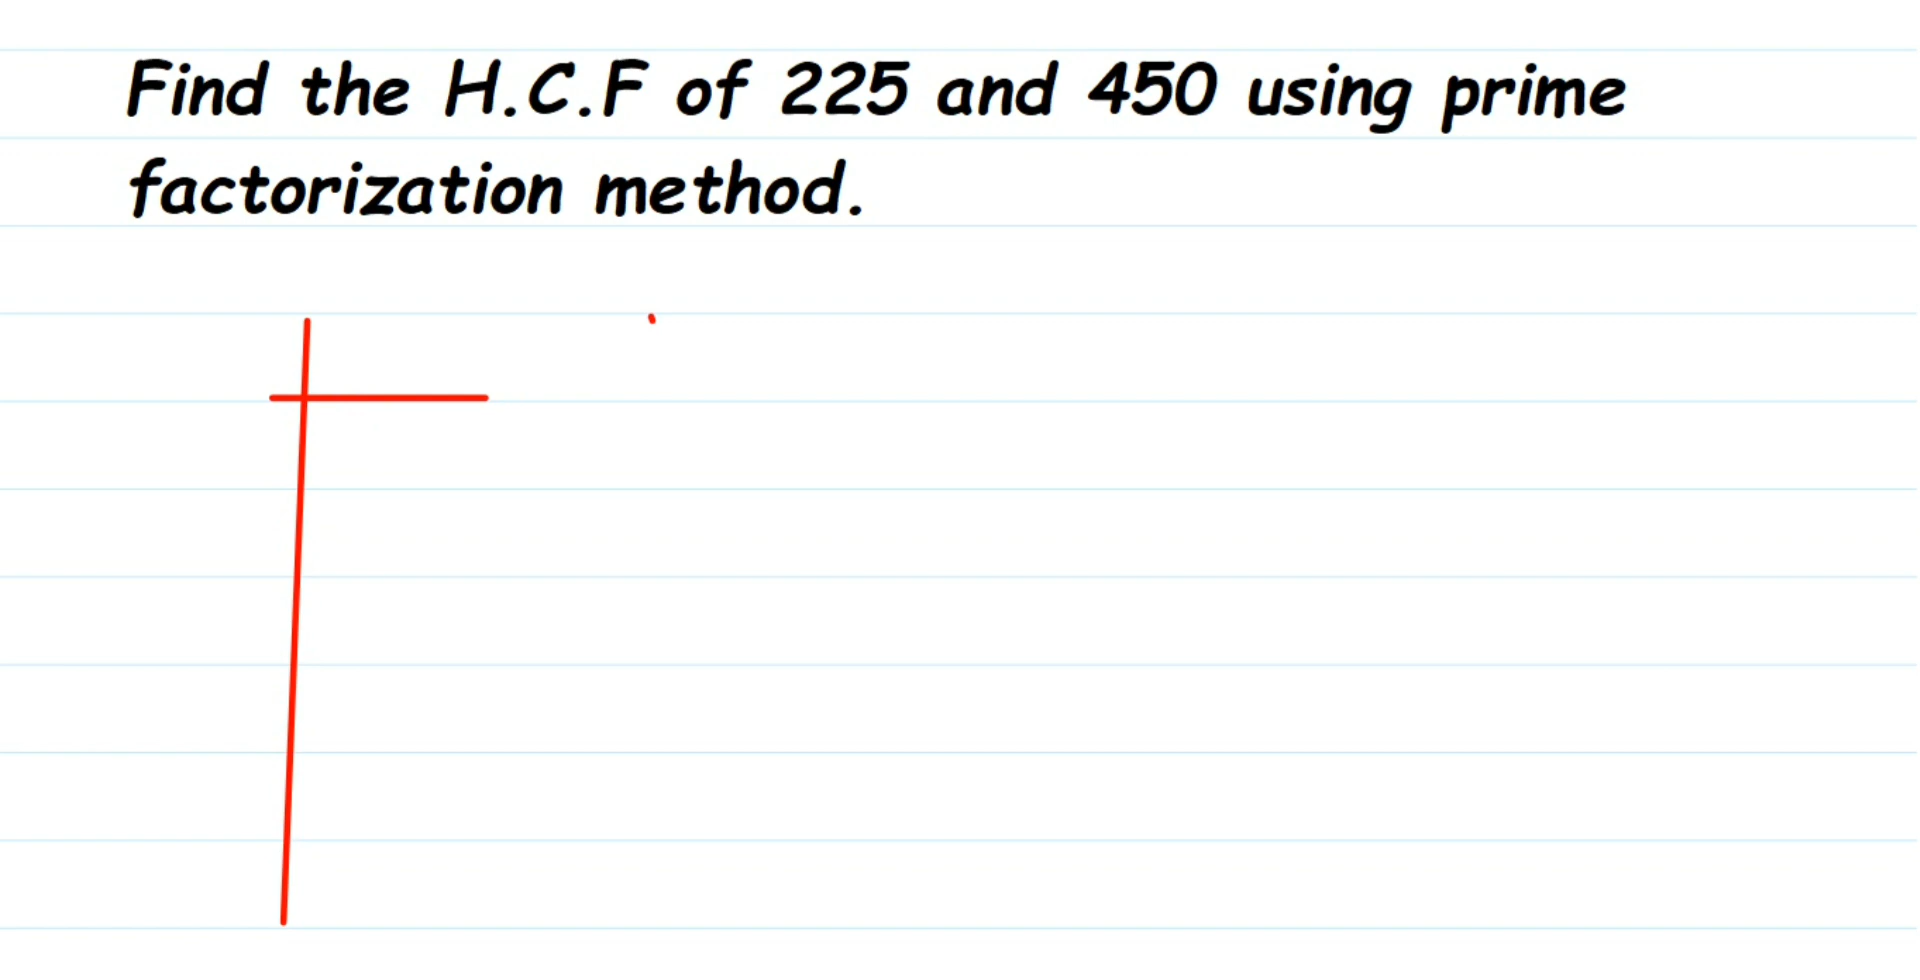 Find the H.C.F of 225 and 450 using prime
factorization method.